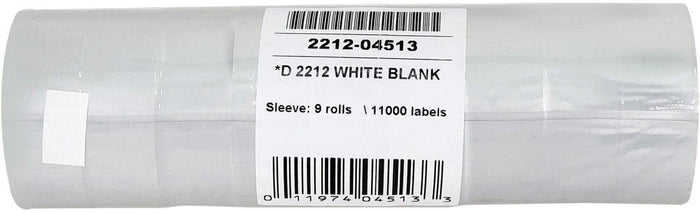 2212-04513
*D 2212 WHITE BLANK
Sleeve: 9 rolls \ 11000 labels
0 11974 04513 3